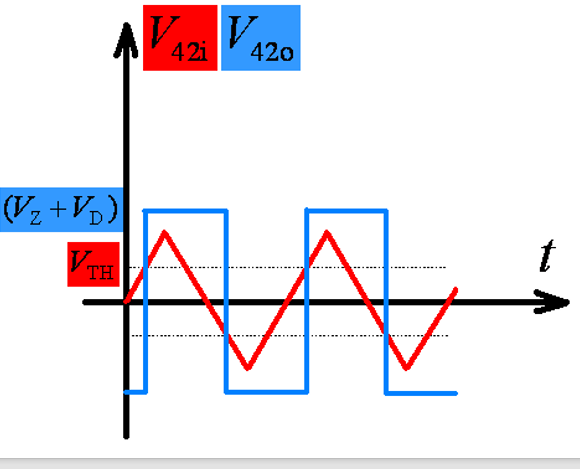 V42i V42o
(VZ + VD)
VTH
t